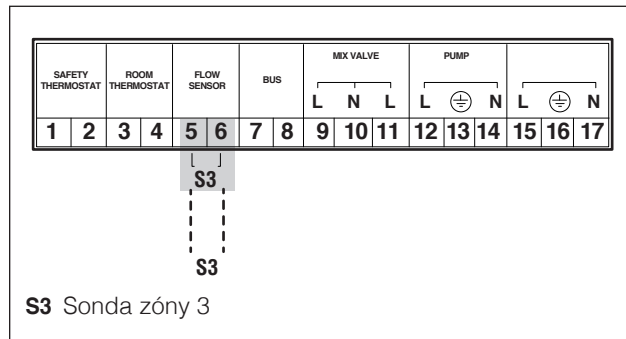 SAFETY THERMOSTAT
ROOM THERMOSTAT
FLOW SENSOR
BUS
MIX VALVE
PUMP
L N L L N L N
1 2 3 4 5 6 7 8 9 10 11 12 13 14 15 16 17
S3
S3
S3 Sonda zóny 3